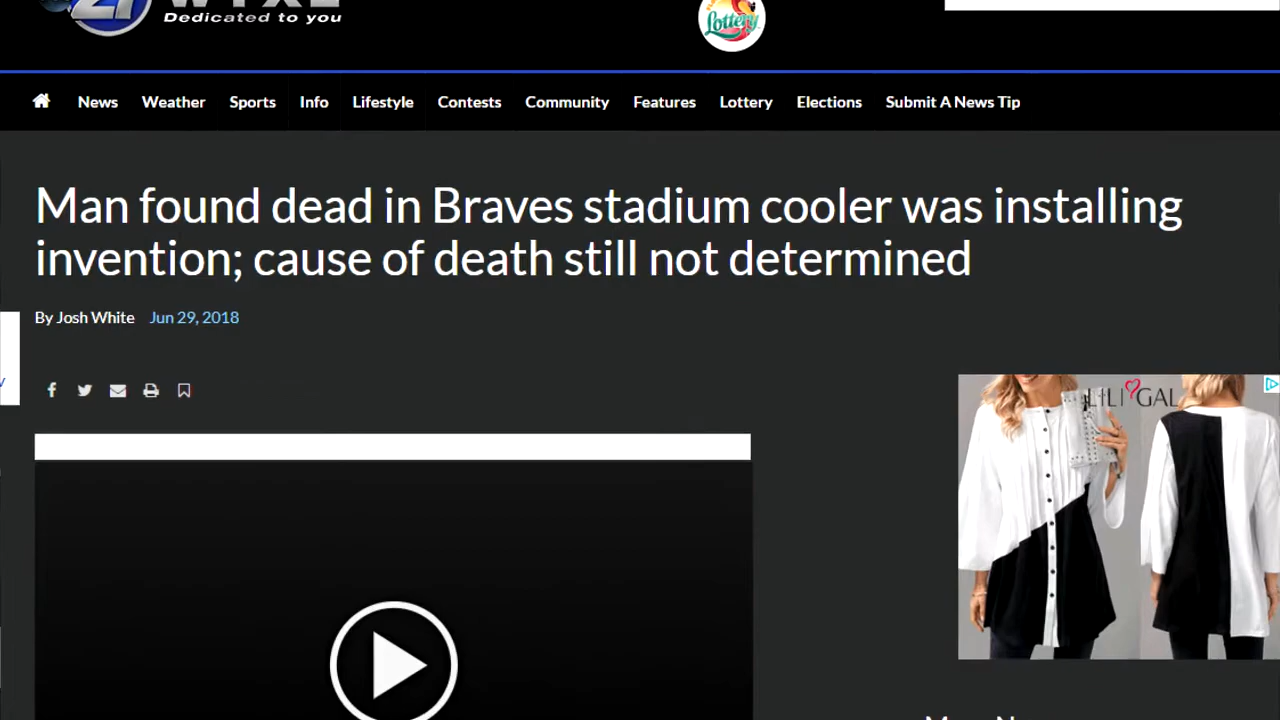 Dedicated to you
Lottery
News Weather Sports Info Lifestyle Contests Community Features Lottery Elections Submit A News Tip
Man found dead in Braves stadium cooler was installing
invention; cause of death still not determined
By Josh White Jun 29, 2018
LILI GAL